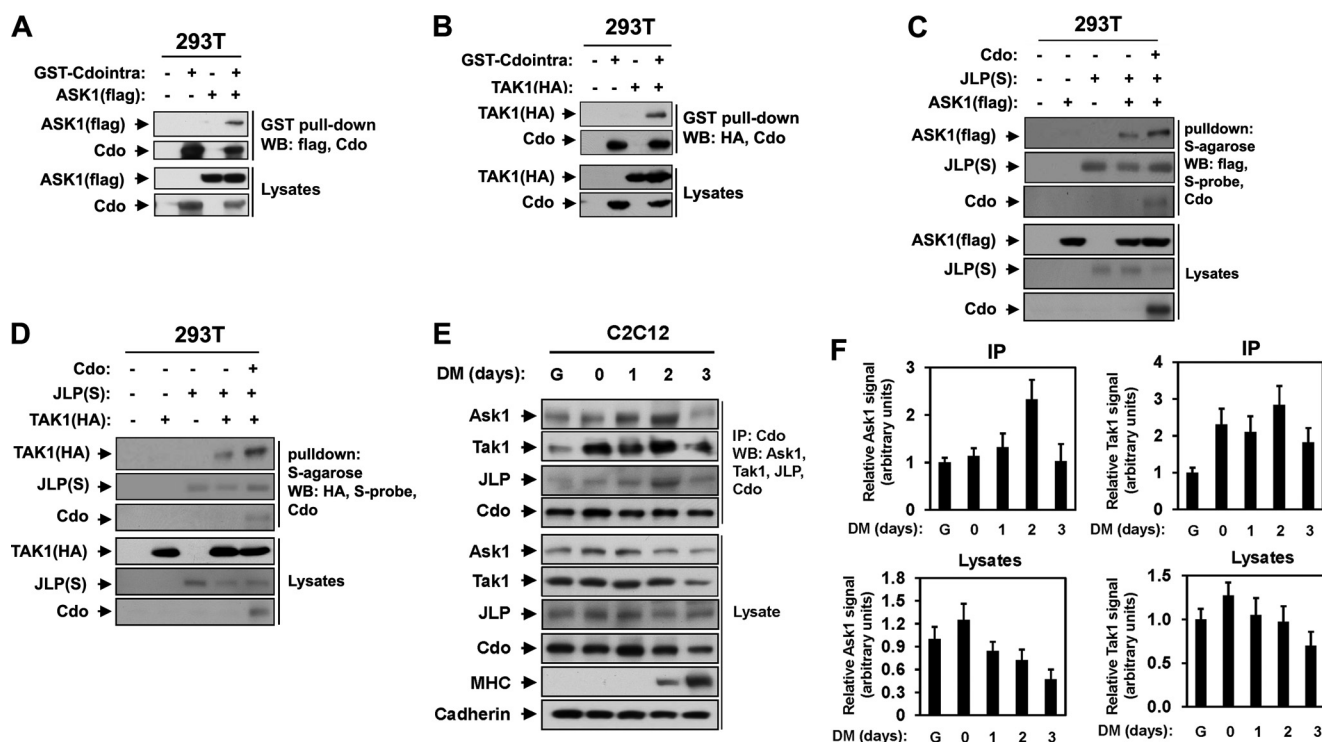 A
293T
GST-Cdointra: - + - +
ASK1(flag): - - + +
ASK1(flag)
Cdo
GST pull-down
WB: flag, Cdo
ASK1(flag)
Cdo
Lysates
B
293T
GST-Cdointra: - + - +
TAK1(HA): - - + +
TAK1(HA)
Cdo
GST pull-down
WB: HA, Cdo
TAK1(HA)
Cdo
Lysates
C
293T
Cdo: - - - - +
JLP(S): - - + + +
ASK1(flag): - + - + +
ASK1(flag)
JLP(S)
Cdo
pulldown:
S-agarose
WB: flag,
S-probe,
Cdo
ASK1(flag)
JLP(S)
Cdo
Lysates
D
293T
Cdo: - - - - +
JLP(S): - - + + +
TAK1(HA): - + - + +
TAK1(HA)
JLP(S)
Cdo
pulldown:
S-agarose
WB: HA, S-probe,
Cdo
TAK1(HA)
JLP(S)
Cdo
Lysates
E
C2C12
DM (days): G 0 1 2 3
Ask1
Tak1
JLP
Cdo
IP: Cdo
WB: Ask1,
Tak1, JLP,
Cdo
Ask1
Tak1
JLP
Cdo
MHC
Cadherin
Lysate
F
IP
Relative Ask1 signal
(arbitrary units)
3
2
1
0
DM (days): G 0 1 2 3
IP
Relative Tak1 signal
(arbitrary units)
4
3
2
1
0
DM (days): G 0 1 2 3
Lysates
Relative Ask1 signal
(arbitrary units)
1.8
1.5
1.2
0.9
0.6
0.3
0
DM (days): G 0 1 2 3
Lysates
Relative Tak1 signal
(arbitrary units)
1.5
1.0
0.5
0
DM (days): G 0 1 2 3